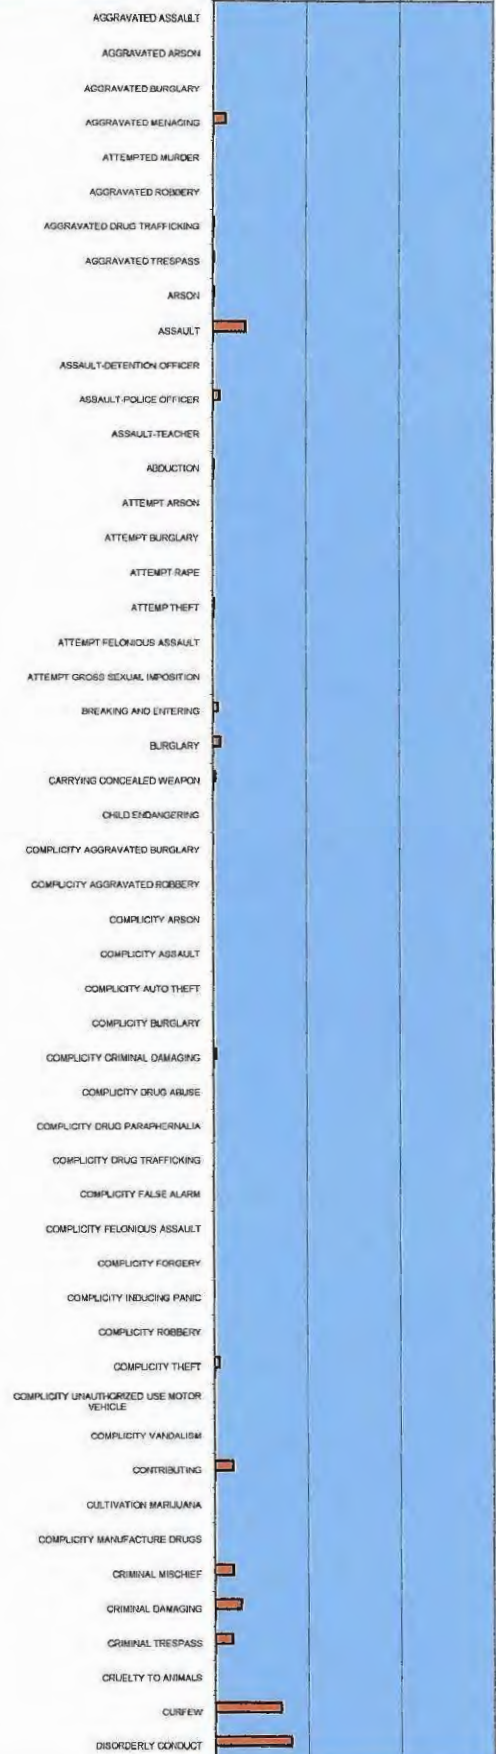 AGGRAVATED ASSAULT
AGGRAVATED ARSON
AGGRAVATED BURGLARY
AGGRAVATED MENACING
ATTEMPTED MURDER
AGGRAVATED ROBBERY
AGGRAVATED DRUG TRAFFICKING
AGGRAVATED TRESPASS
ARSON
ASSAULT
ASSAULT-DETENTION OFFICER
ASSAULT-POLICE OFFICER
ASSAULT-TEACHER
ABDUCTION
ATTEMPT ARSON
ATTEMPT BURGLARY
ATTEMPT RAPE
ATTEMP THEFT
ATTEMPT FELONIOUS ASSAULT
ATTEMPT GROSS SEXUAL IMPOSITION
BREAKING AND ENTERING
BURGLARY
CARRYING CONCEALED WEAPON
CHILD ENDANGERING
COMPLICITY AGGRAVATED BURGLARY
COMPLICITY AGGRAVATED ROBBERY
COMPLICITY ARSON
COMPLICITY ASSAULT
COMPLICITY AUTO THEFT
COMPLICITY BURGLARY
COMPLICITY CRIMINAL DAMAGING
COMPLICITY DRUG ABUSE
COMPLICITY DRUG PARAPHERNALIA
COMPLICITY DRUG TRAFFICKING
COMPLICITY FALSE ALARM
COMPLICITY FELONIOUS ASSAULT
COMPLICITY FORGERY
COMPLICITY INDUCING PANIC
COMPLICITY ROBBERY
COMPLICITY THEFT
COMPLICITY UNAUTHORIZED USE MOTOR
VEHICLE
COMPLICITY VANDALISM
CONTRIBUTING
CULTIVATION MARIJUANA
COMPLICITY MANUFACTURE DRUGS
CRIMINAL MISCHIEF
CRIMINAL DAMAGING
CRIMINAL TRESPASS
CRUELTY TO ANIMALS
CURFEW
DISORDERLY CONDUCT